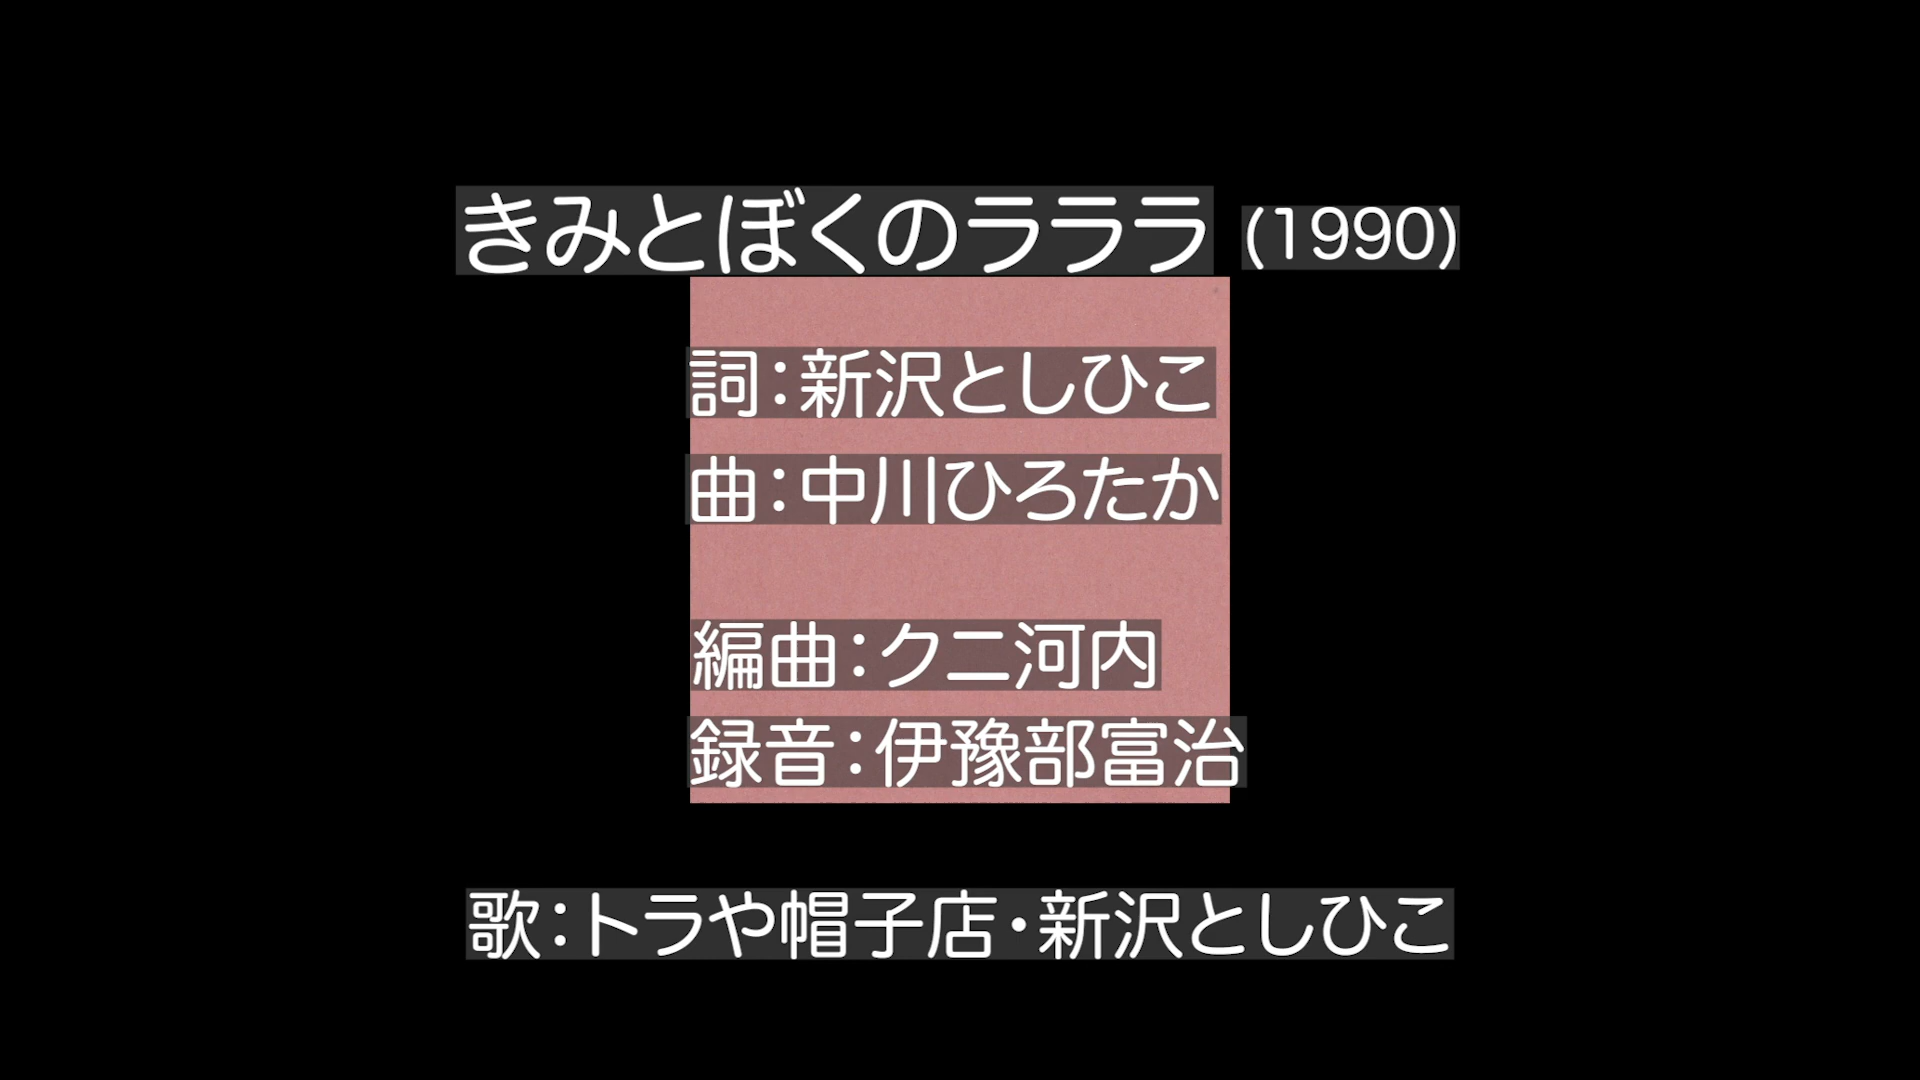 きみとぼくのラララ (1990)
詞：新沢としひこ
曲：中川ひろたか
編曲：クニ河内
録音：伊豫部富治
歌：トラや帽子店・新沢としひこ